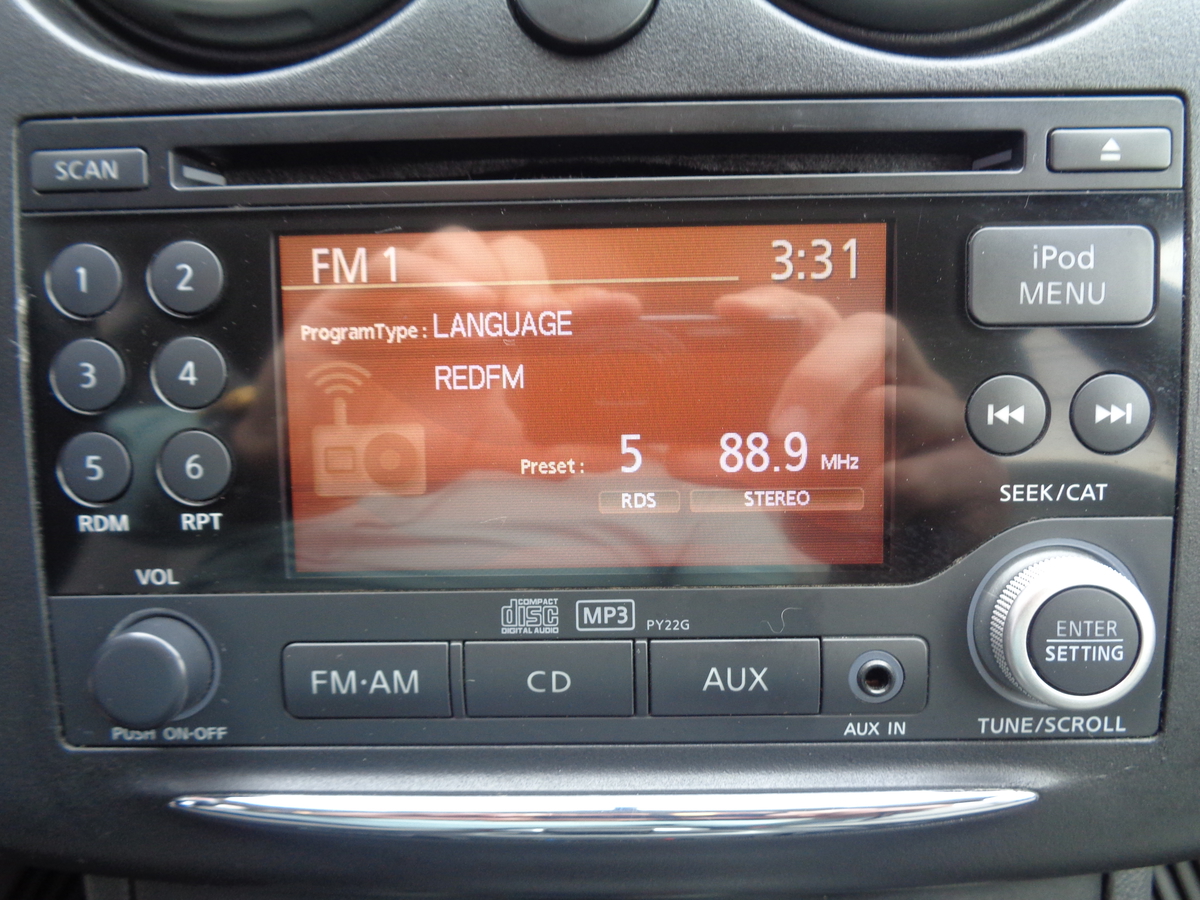 SCAN
1 2
3 4
5 6
RDM RPT
VOL
PUSH ON-OFF
FM 1 3:31
ProgramType : LANGUAGE
REDFM
Preset : 5 88.9 MHz
RDS STEREO
iPod
MENU
SEEK/CAT
COMPACT
disc
DIGITAL AUDIO
MP3
PY22G
FM·AM CD AUX
AUX IN
ENTER
SETTING
TUNE/SCROLL